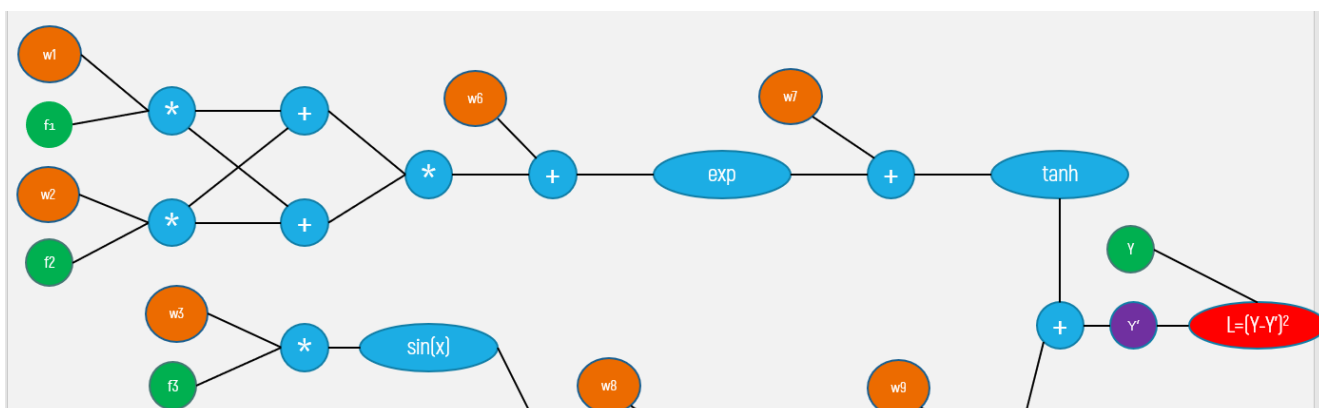 w1
f1
*
+
w2
f2
*
+
*
w6
+
exp
w7
+
tanh
Y
w3
f3
*
sin(x)
+
Y'
L=(Y-Y')²
w8
w9